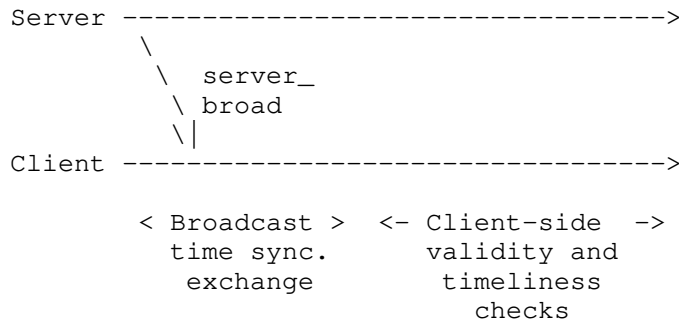 Server ----------------------------------->
\
\ server_
\ broad
\|
Client ----------------------------------->
< Broadcast > <- Client-side ->
time sync. validity and
exchange timeliness
checks